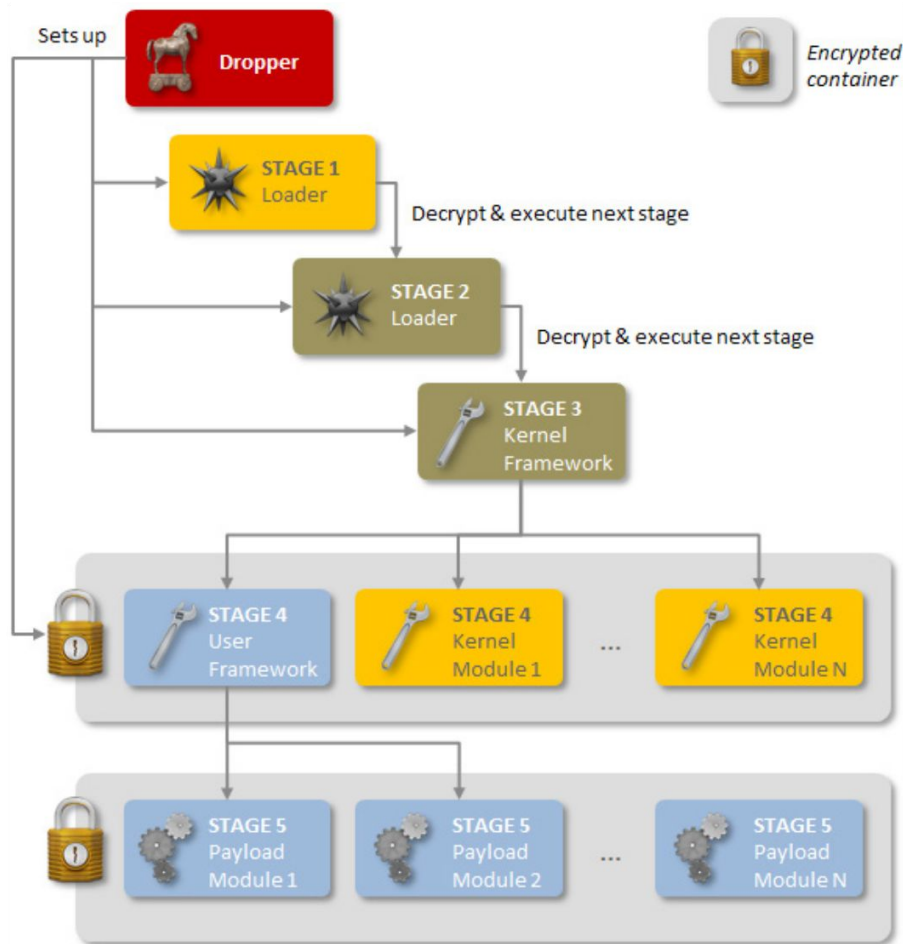 Sets up
Dropper
Encrypted
container
STAGE 1
Loader
Decrypt & execute next stage
STAGE 2
Loader
Decrypt & execute next stage
STAGE 3
Kernel
Framework
STAGE 4
User
Framework
STAGE 4
Kernel
Module 1
...
STAGE 4
Kernel
Module N
STAGE 5
Payload
Module 1
STAGE 5
Payload
Module 2
...
STAGE 5
Payload
Module N